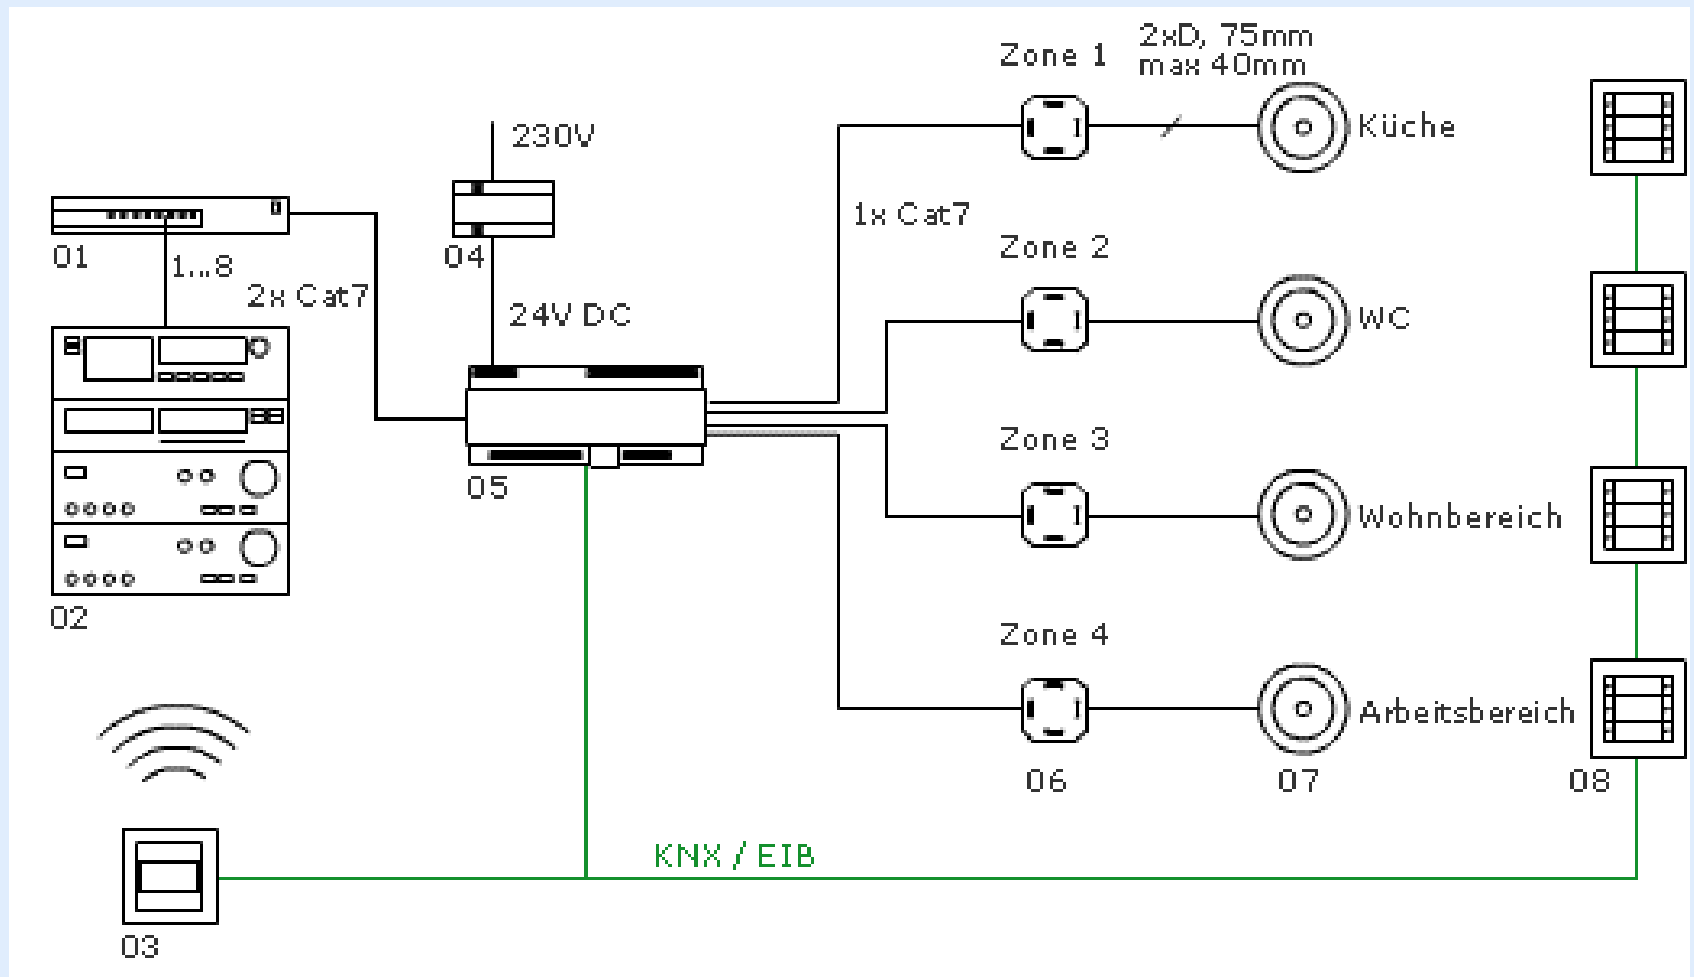 Zone 1
2xD, 75mm
max 40mm
Küche
230V
1x Cat7
01
1...8
04
Zone 2
2x Cat7
24V DC
WC
Zone 3
05
Wohnbereich
02
Zone 4
Arbeitsbereich
06
07
08
KNX / EIB
03